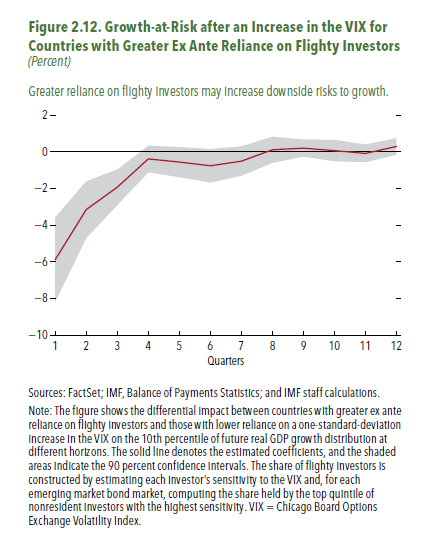 Figure 2.12. Growth-at-Risk after an Increase in the VIX for
Countries with Greater Ex Ante Reliance on Flighty Investors
(Percent)
Greater reliance on flighty investors may increase downside risks to growth.
2
0
–2
–4
–6
–8
–10
1 2 3 4 5 6 7 8 9 10 11 12
Quarters
Sources: FactSet; IMF, Balance of Payments Statistics; and IMF staff calculations.
Note: The figure shows the differential impact between countries with greater ex ante
reliance on flighty investors and those with lower reliance on a one-standard-deviation
increase in the VIX on the 10th percentile of future real GDP growth distribution at
different horizons. The solid line denotes the estimated coefficients, and the shaded
areas indicate the 90 percent confidence intervals. The share of flighty investors is
constructed by estimating each investor's sensitivity to the VIX and, for each
emerging market bond market, computing the share held by the top quintile of
nonresident investors with the highest sensitivity. VIX = Chicago Board Options
Exchange Volatility Index.